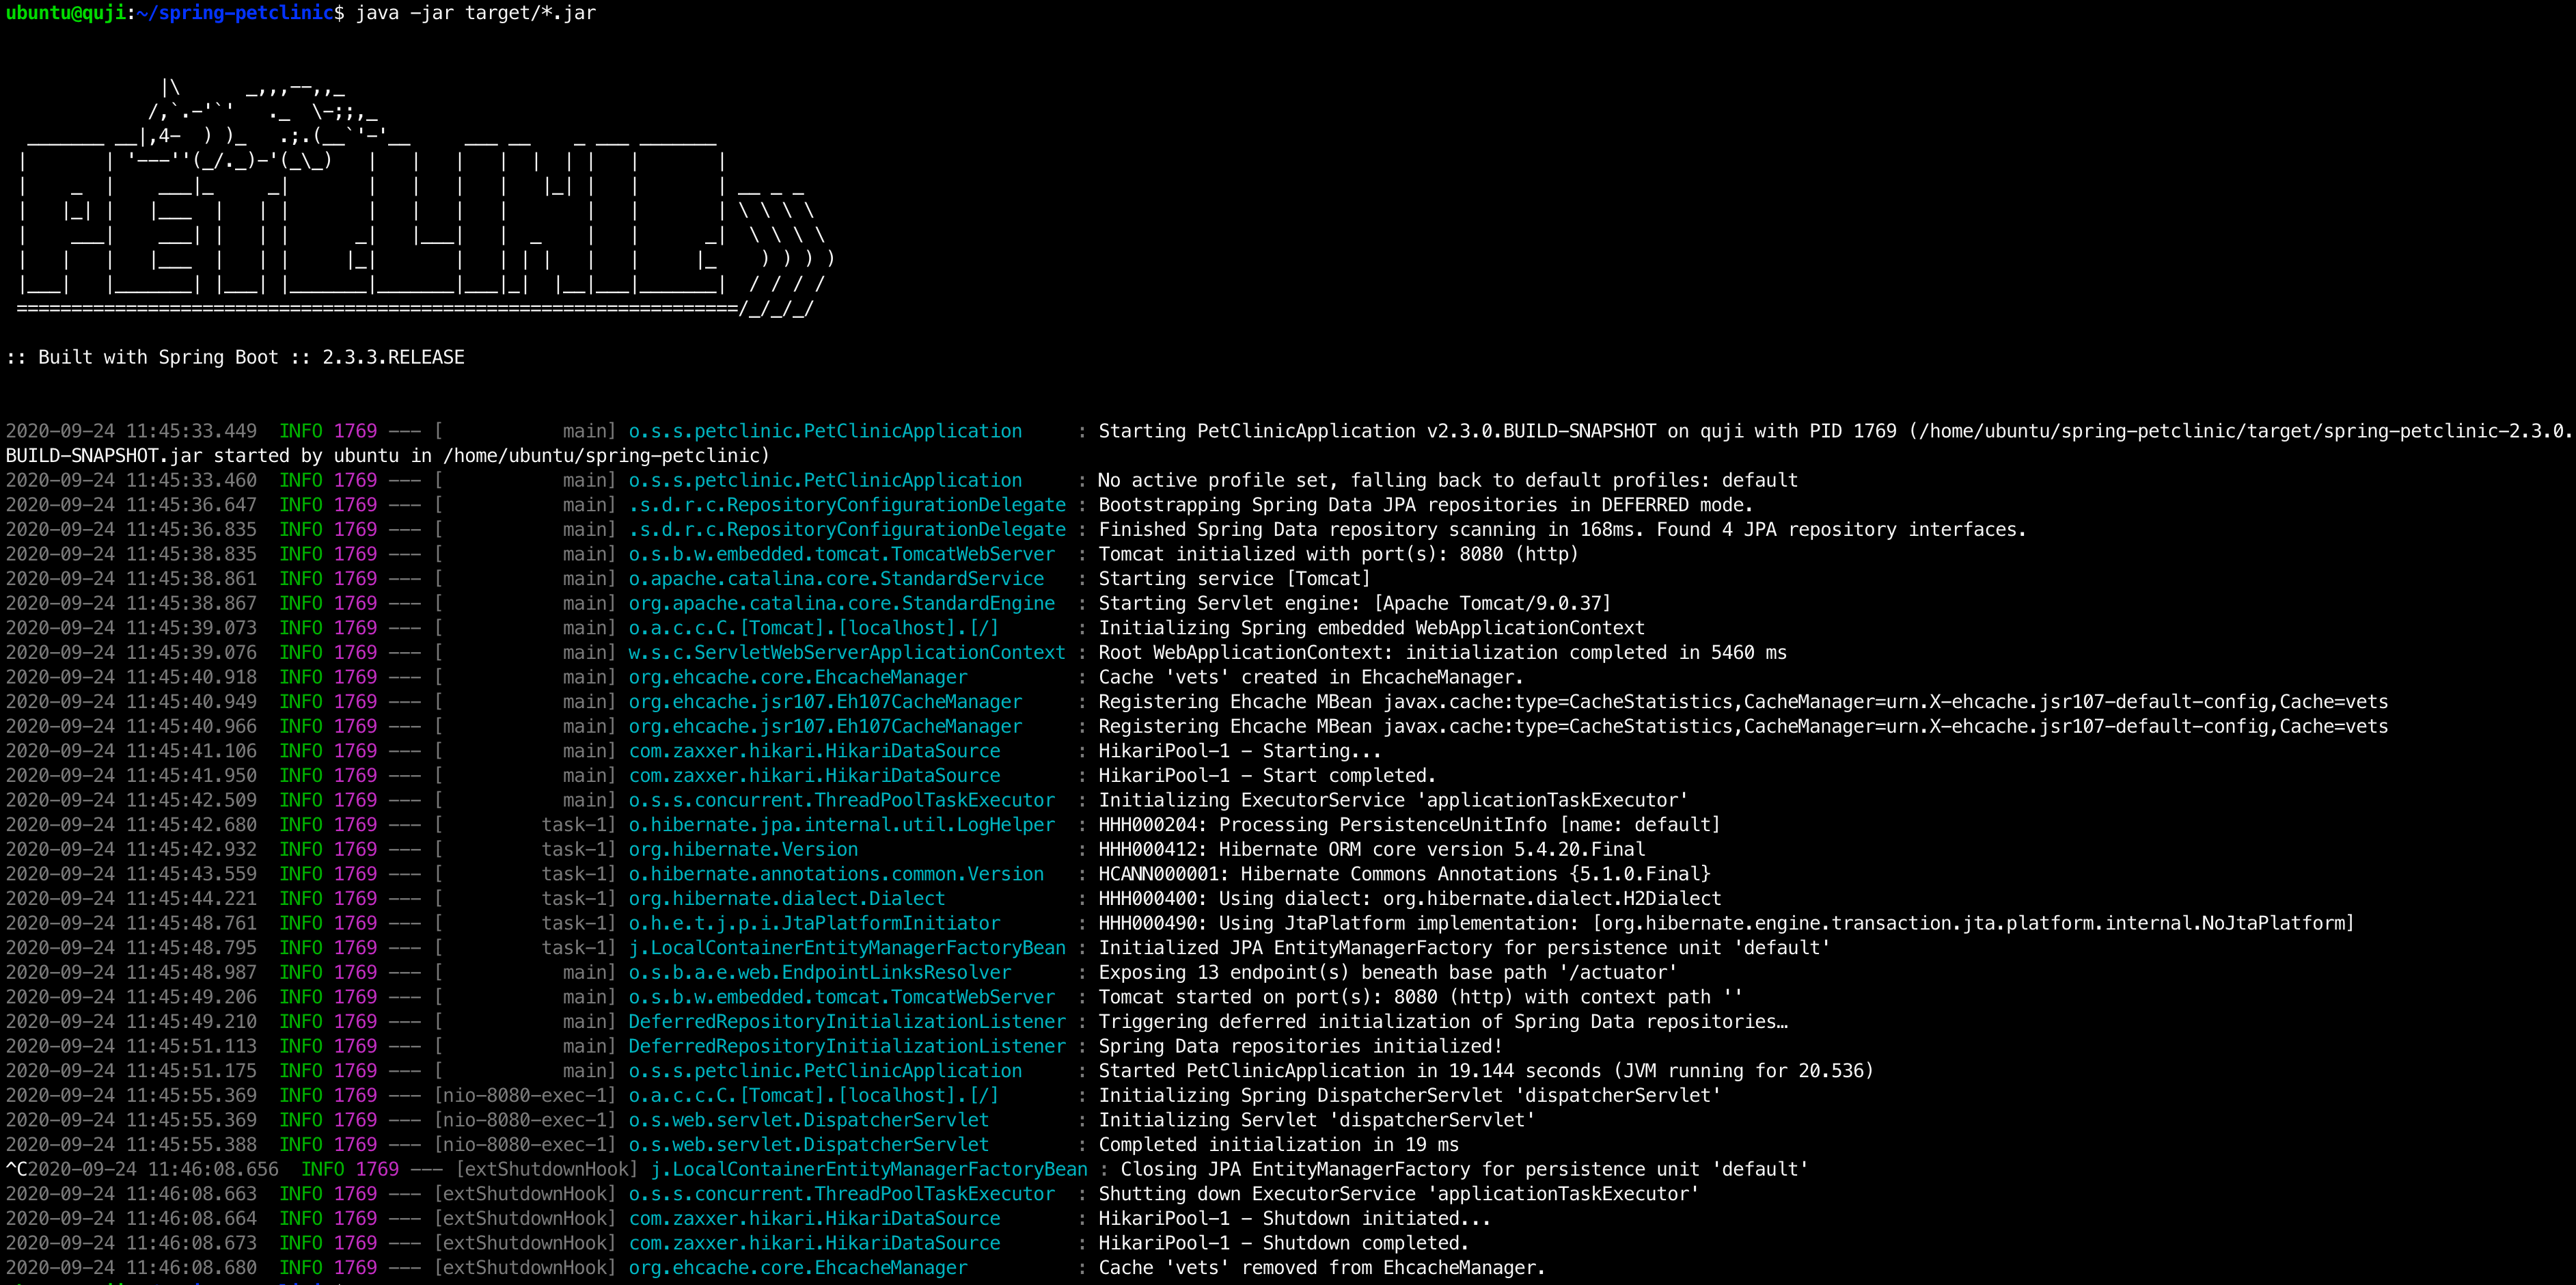 ubuntu@quji:~/spring-petclinic$ java -jar target/*.jar


              |\      _,,,--,,_
             /,`.-'`'   ._  \-;;,_
  _______ __|,4-  ) )_   .;.(__`'-'__     ___ __    _ ___ _______
 |       | '---''(_/._)-'(_\_)   |   |   |   |  |  | |   |       |
 |    _  |    ___|_     _|       |   |   |   |   |_| |   |       | __ _ _
 |   |_| |   |___  |   | |       |   |   |   |       |   |       | \ \ \ \
 |    ___|    ___| |   | |      _|   |___|   |  _    |   |      _|  \ \ \ \
 |   |   |   |___  |   | |     |_|       |   | | |   |   |     |_    ) ) ) )
 |___|   |_______| |___| |_______|_______|___|_|  |__|___|_______|  / / / /
 ==================================================================/_/_/_/

:: Built with Spring Boot :: 2.3.3.RELEASE


2020-09-24 11:45:33.449  INFO 1769 --- [           main] o.s.s.petclinic.PetClinicApplication     : Starting PetClinicApplication v2.3.0.BUILD-SNAPSHOT on quji with PID 1769 (/home/ubuntu/spring-petclinic/target/spring-petclinic-2.3.0.
BUILD-SNAPSHOT.jar started by ubuntu in /home/ubuntu/spring-petclinic)
2020-09-24 11:45:33.460  INFO 1769 --- [           main] o.s.s.petclinic.PetClinicApplication     : No active profile set, falling back to default profiles: default
2020-09-24 11:45:36.647  INFO 1769 --- [           main] .s.d.r.c.RepositoryConfigurationDelegate : Bootstrapping Spring Data JPA repositories in DEFERRED mode.
2020-09-24 11:45:36.835  INFO 1769 --- [           main] .s.d.r.c.RepositoryConfigurationDelegate : Finished Spring Data repository scanning in 168ms. Found 4 JPA repository interfaces.
2020-09-24 11:45:38.835  INFO 1769 --- [           main] o.s.b.w.embedded.tomcat.TomcatWebServer  : Tomcat initialized with port(s): 8080 (http)
2020-09-24 11:45:38.861  INFO 1769 --- [           main] o.apache.catalina.core.StandardService   : Starting service [Tomcat]
2020-09-24 11:45:38.867  INFO 1769 --- [           main] org.apache.catalina.core.StandardEngine  : Starting Servlet engine: [Apache Tomcat/9.0.37]
2020-09-24 11:45:39.073  INFO 1769 --- [           main] o.a.c.c.C.[Tomcat].[localhost].[/]       : Initializing Spring embedded WebApplicationContext
2020-09-24 11:45:39.076  INFO 1769 --- [           main] w.s.c.ServletWebServerApplicationContext : Root WebApplicationContext: initialization completed in 5460 ms
2020-09-24 11:45:40.918  INFO 1769 --- [           main] org.ehcache.core.EhcacheManager          : Cache 'vets' created in EhcacheManager.
2020-09-24 11:45:40.949  INFO 1769 --- [           main] org.ehcache.jsr107.Eh107CacheManager     : Registering Ehcache MBean javax.cache:type=CacheStatistics,CacheManager=urn.X-ehcache.jsr107-default-config,Cache=vets
2020-09-24 11:45:40.966  INFO 1769 --- [           main] org.ehcache.jsr107.Eh107CacheManager     : Registering Ehcache MBean javax.cache:type=CacheStatistics,CacheManager=urn.X-ehcache.jsr107-default-config,Cache=vets
2020-09-24 11:45:41.106  INFO 1769 --- [           main] com.zaxxer.hikari.HikariDataSource       : HikariPool-1 - Starting...
2020-09-24 11:45:41.950  INFO 1769 --- [           main] com.zaxxer.hikari.HikariDataSource       : HikariPool-1 - Start completed.
2020-09-24 11:45:42.509  INFO 1769 --- [           main] o.s.s.concurrent.ThreadPoolTaskExecutor  : Initializing ExecutorService 'applicationTaskExecutor'
2020-09-24 11:45:42.680  INFO 1769 --- [         task-1] o.hibernate.jpa.internal.util.LogHelper  : HHH000204: Processing PersistenceUnitInfo [name: default]
2020-09-24 11:45:42.932  INFO 1769 --- [         task-1] org.hibernate.Version                    : HHH000412: Hibernate ORM core version 5.4.20.Final
2020-09-24 11:45:43.559  INFO 1769 --- [         task-1] o.hibernate.annotations.common.Version   : HCANN000001: Hibernate Commons Annotations {5.1.0.Final}
2020-09-24 11:45:44.221  INFO 1769 --- [         task-1] org.hibernate.dialect.Dialect            : HHH000400: Using dialect: org.hibernate.dialect.H2Dialect
2020-09-24 11:45:48.761  INFO 1769 --- [         task-1] o.h.e.t.j.p.i.JtaPlatformInitiator       : HHH000490: Using JtaPlatform implementation: [org.hibernate.engine.transaction.jta.platform.internal.NoJtaPlatform]
2020-09-24 11:45:48.795  INFO 1769 --- [         task-1] j.LocalContainerEntityManagerFactoryBean : Initialized JPA EntityManagerFactory for persistence unit 'default'
2020-09-24 11:45:48.987  INFO 1769 --- [           main] o.s.b.a.e.web.EndpointLinksResolver      : Exposing 13 endpoint(s) beneath base path '/actuator'
2020-09-24 11:45:49.206  INFO 1769 --- [           main] o.s.b.w.embedded.tomcat.TomcatWebServer  : Tomcat started on port(s): 8080 (http) with context path ''
2020-09-24 11:45:49.210  INFO 1769 --- [           main] DeferredRepositoryInitializationListener : Triggering deferred initialization of Spring Data repositories…
2020-09-24 11:45:51.113  INFO 1769 --- [           main] DeferredRepositoryInitializationListener : Spring Data repositories initialized!
2020-09-24 11:45:51.175  INFO 1769 --- [           main] o.s.s.petclinic.PetClinicApplication     : Started PetClinicApplication in 19.144 seconds (JVM running for 20.536)
2020-09-24 11:45:55.369  INFO 1769 --- [nio-8080-exec-1] o.a.c.c.C.[Tomcat].[localhost].[/]       : Initializing Spring DispatcherServlet 'dispatcherServlet'
2020-09-24 11:45:55.369  INFO 1769 --- [nio-8080-exec-1] o.s.web.servlet.DispatcherServlet        : Initializing Servlet 'dispatcherServlet'
2020-09-24 11:45:55.388  INFO 1769 --- [nio-8080-exec-1] o.s.web.servlet.DispatcherServlet        : Completed initialization in 19 ms
^C2020-09-24 11:46:08.656  INFO 1769 --- [extShutdownHook] j.LocalContainerEntityManagerFactoryBean : Closing JPA EntityManagerFactory for persistence unit 'default'
2020-09-24 11:46:08.663  INFO 1769 --- [extShutdownHook] o.s.s.concurrent.ThreadPoolTaskExecutor  : Shutting down ExecutorService 'applicationTaskExecutor'
2020-09-24 11:46:08.664  INFO 1769 --- [extShutdownHook] com.zaxxer.hikari.HikariDataSource       : HikariPool-1 - Shutdown initiated...
2020-09-24 11:46:08.673  INFO 1769 --- [extShutdownHook] com.zaxxer.hikari.HikariDataSource       : HikariPool-1 - Shutdown completed.
2020-09-24 11:46:08.680  INFO 1769 --- [extShutdownHook] org.ehcache.core.EhcacheManager          : Cache 'vets' removed from EhcacheManager.